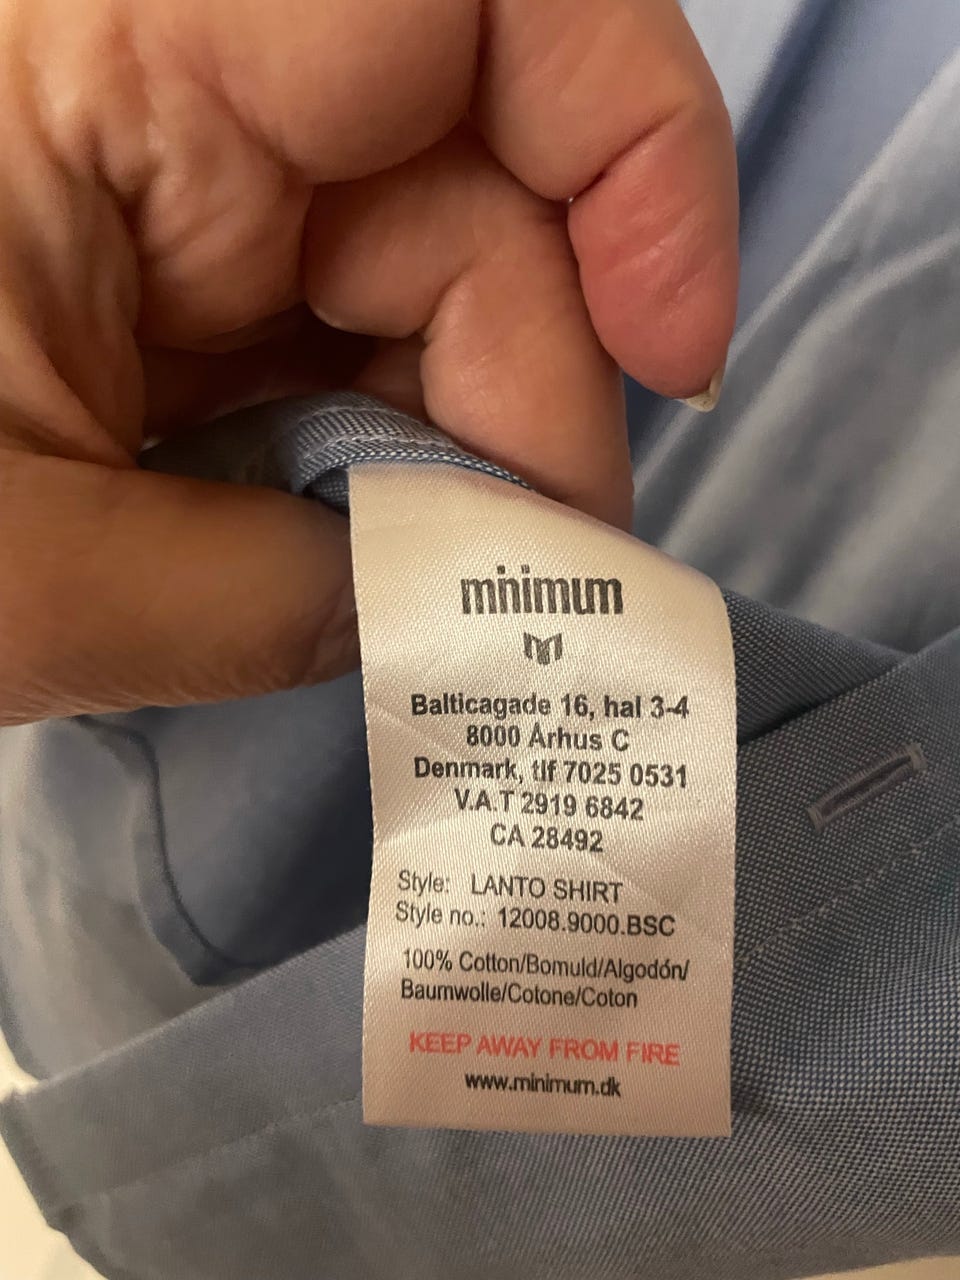 minimum
Balticagade 16, hal 3-4
8000 Århus C
Denmark, tlf 7025 0531
V.A.T 2919 6842
CA 28492
Style: LANTO SHIRT
Style no.: 12008.9000.BSC
100% Cotton/Bomuld/Algodón/
Baumwolle/Cotone/Coton
KEEP AWAY FROM FIRE
www.minimum.dk